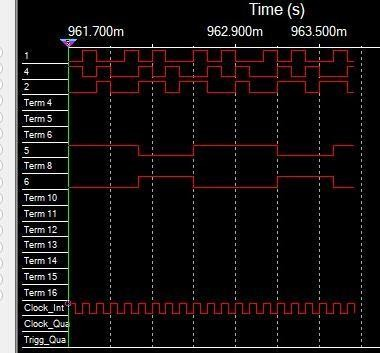 Time (s)
961.700m 962.900m 963.500m
1
4
2
Term 4
Term 5
Term 6
5
Term 8
6
Term 10
Term 11
Term 12
Term 13
Term 14
Term 15
Term 16
Clock_Int
Clock_Qua
Trigg_Qua